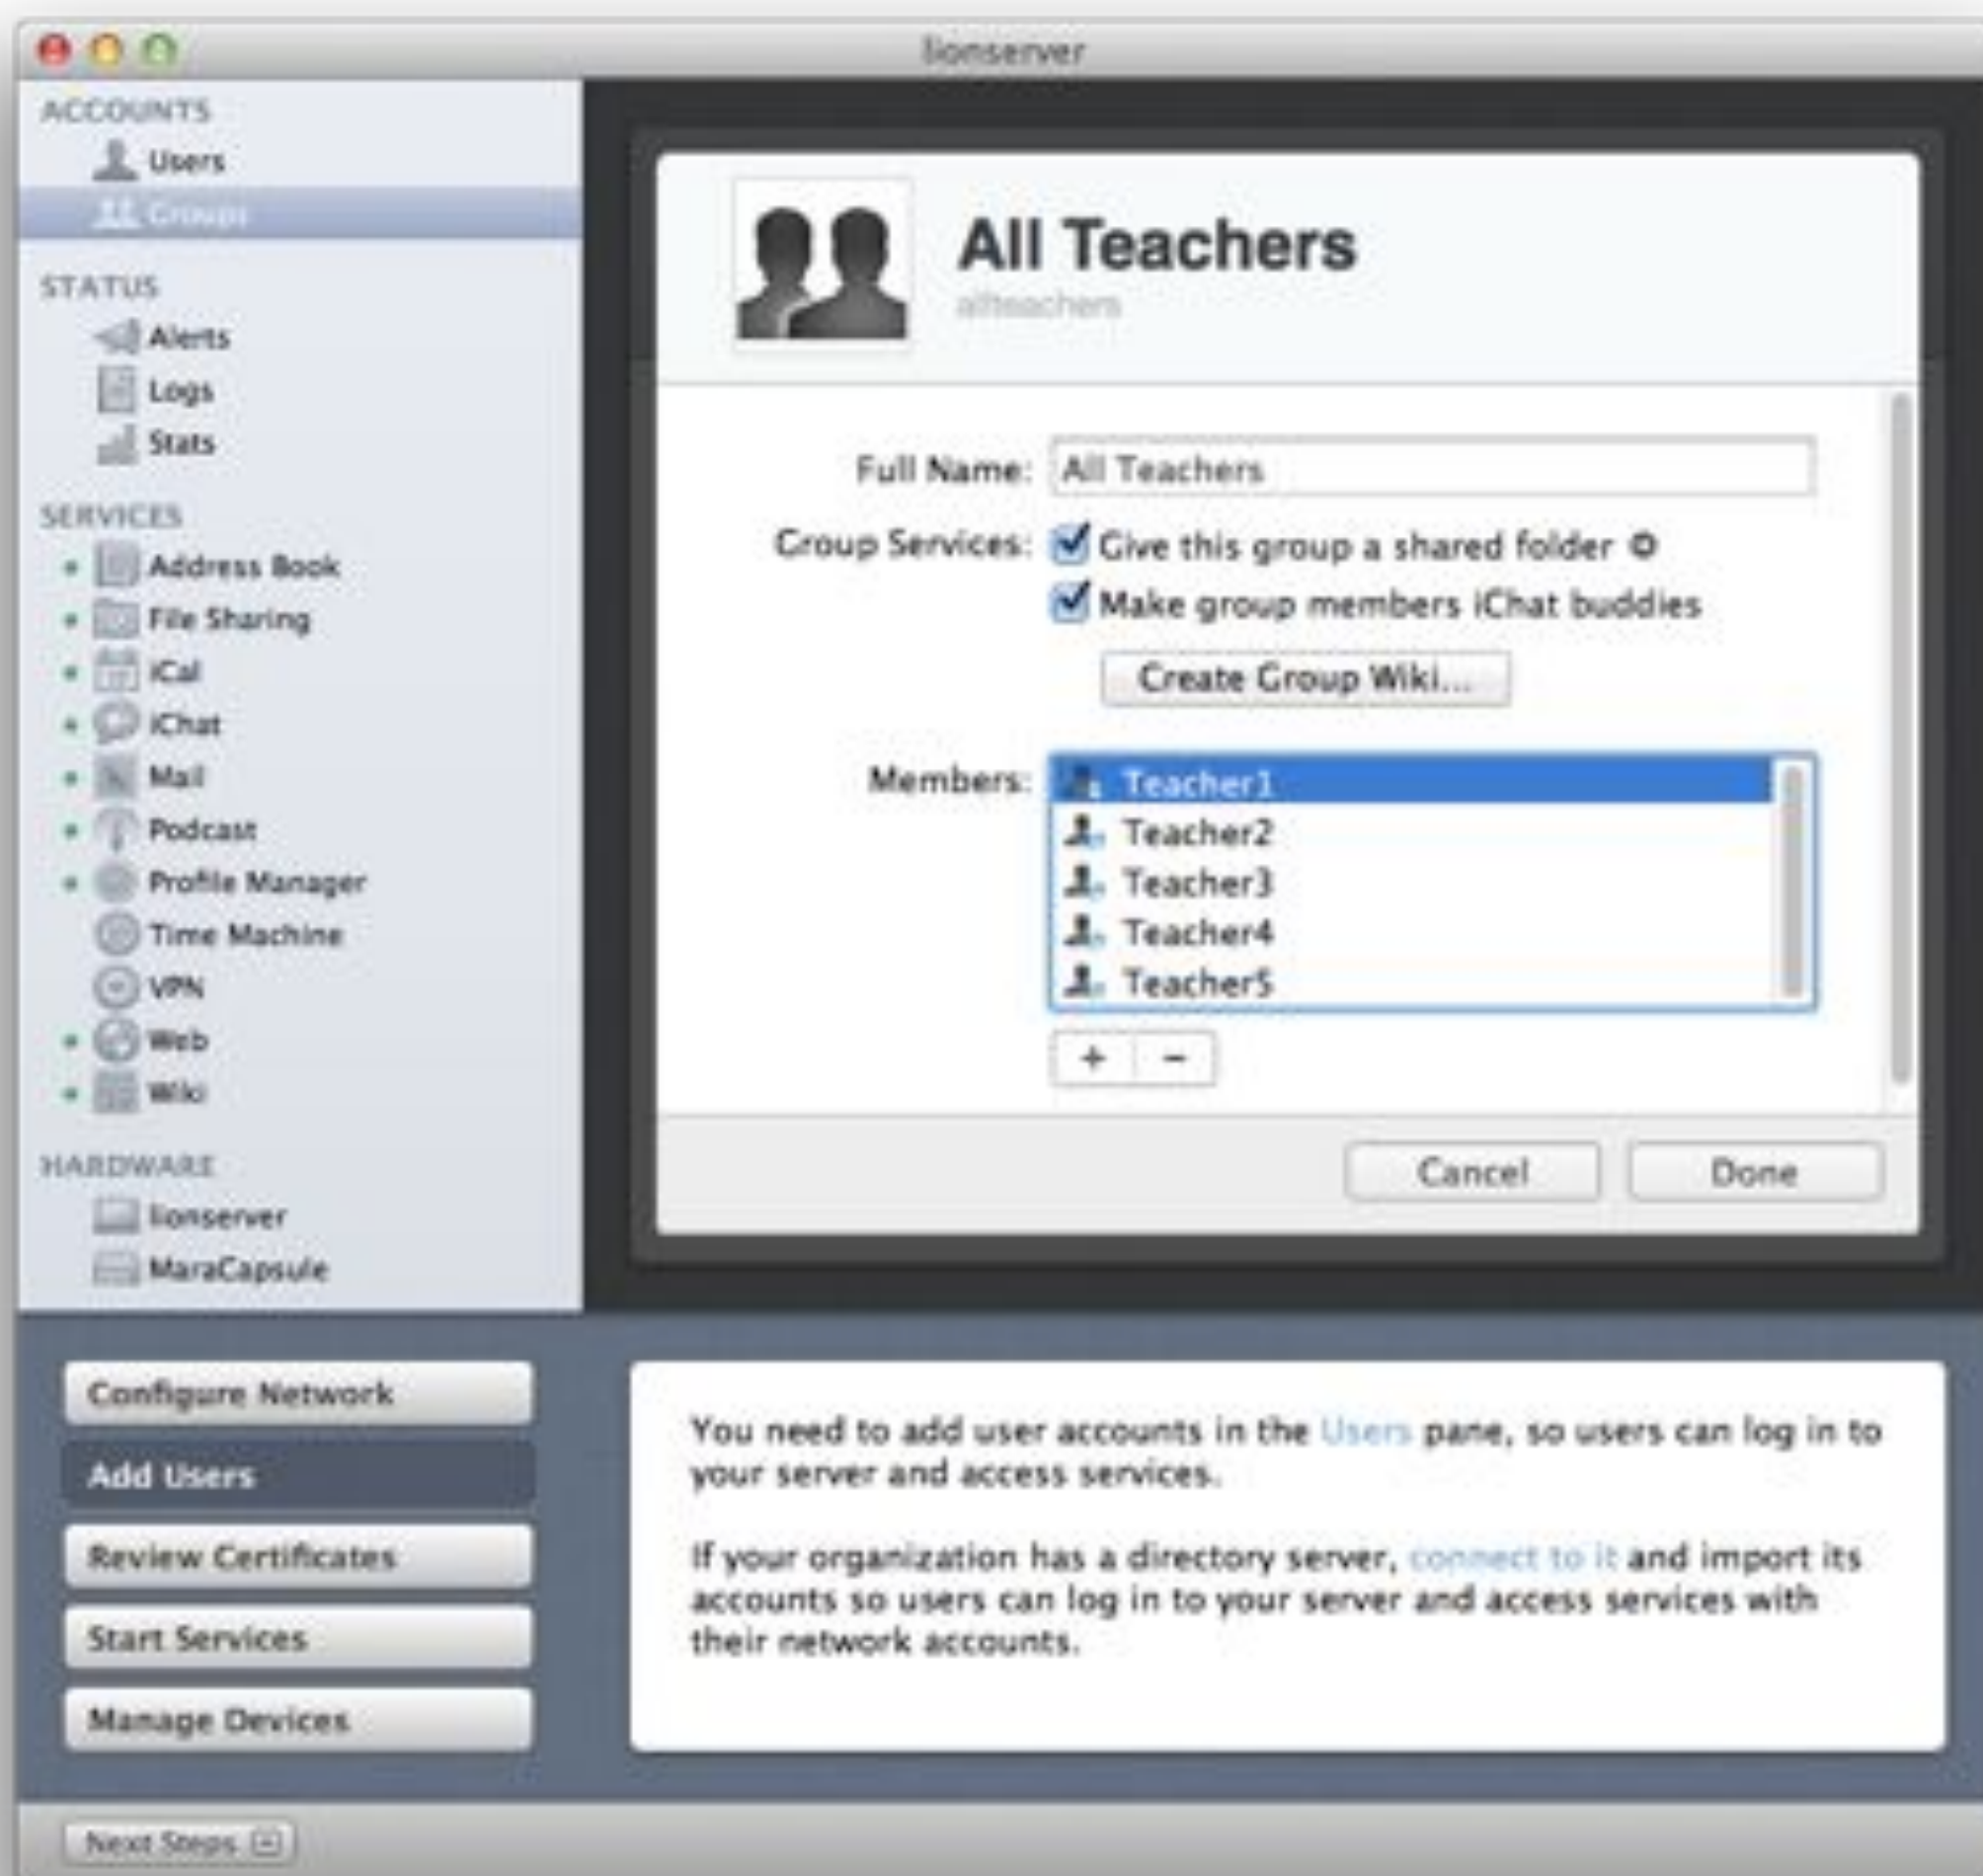 lionserver
ACCOUNTS
Users
Groups
STATUS
Alerts
Logs
Stats
SERVICES
Address Book
File Sharing
iCal
iChat
Mail
Podcast
Profile Manager
Time Machine
VPN
Web
Wiki
HARDWARE
lionserver
MaraCapsule
All Teachers
allteachers
Full Name: All Teachers
Group Services: Give this group a shared folder
Make group members iChat buddies
Create Group Wiki...
Members: Teacher1
Teacher2
Teacher3
Teacher4
Teacher5
+ -
Cancel Done
Configure Network
Add Users
Review Certificates
Start Services
Manage Devices
You need to add user accounts in the Users pane, so users can log in to
your server and access services.
If your organization has a directory server, connect to it and import its
accounts so users can log in to your server and access services with
their network accounts.
Next Steps